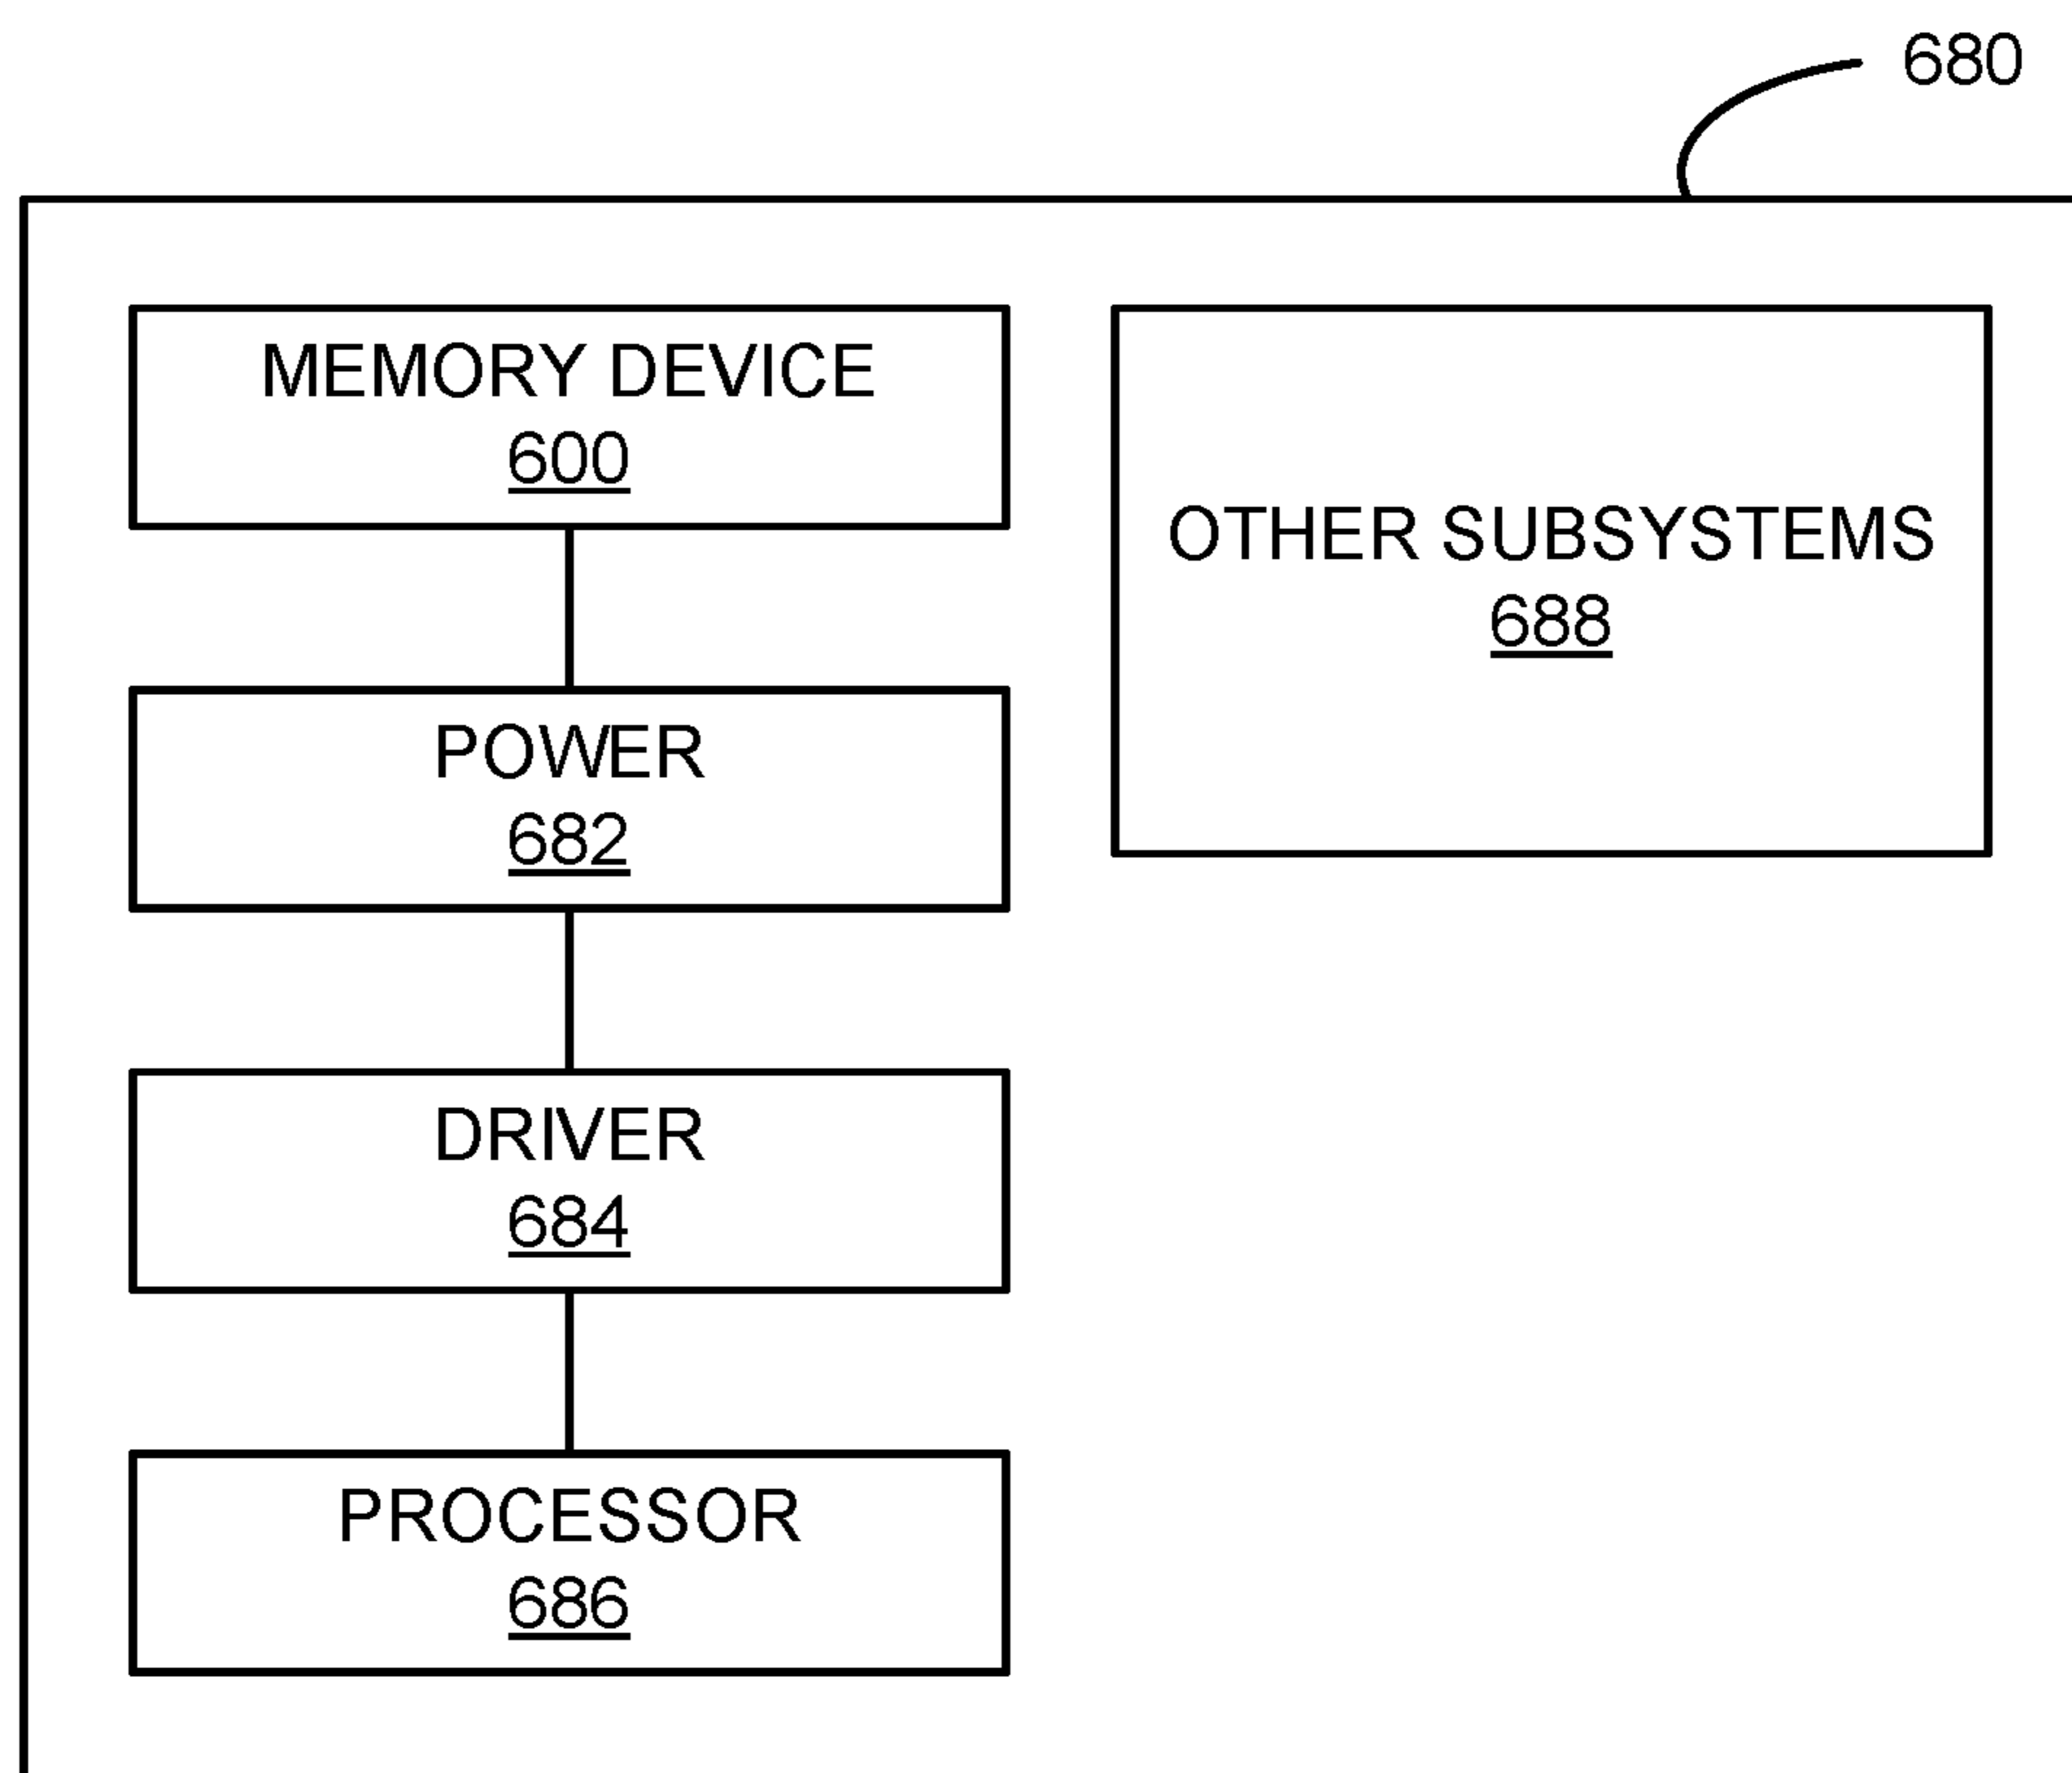 680
MEMORY DEVICE
600
OTHER SUBSYSTEMS
688
POWER
682
DRIVER
684
PROCESSOR
686